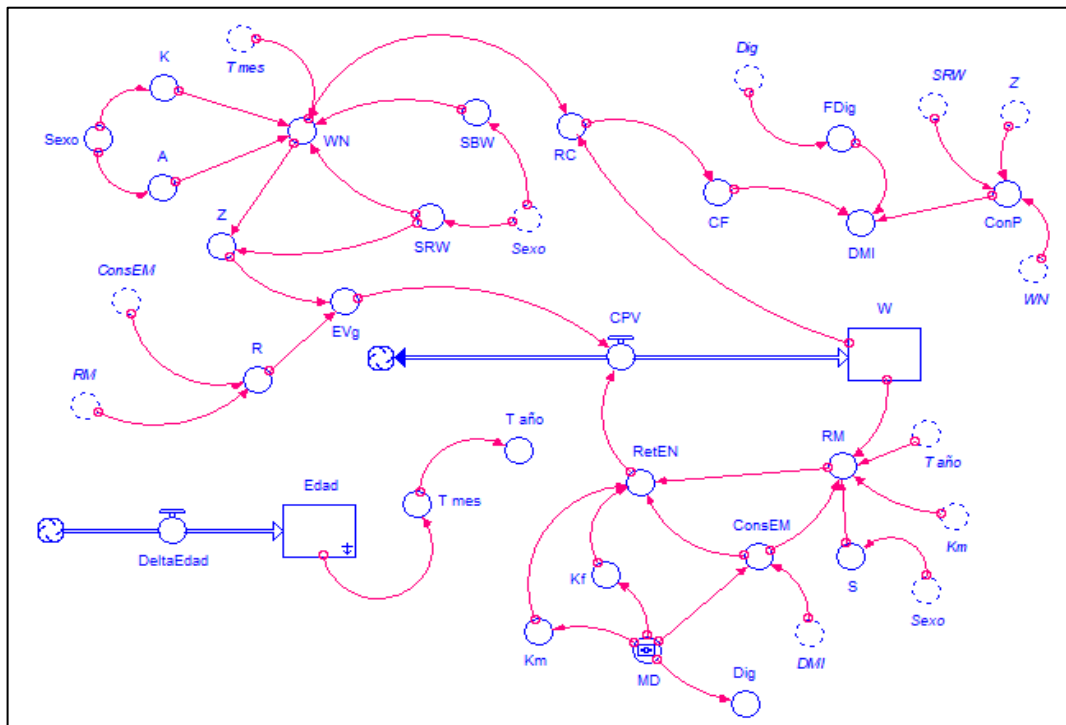 Dig
T mes
SRW
Z
K
FDig
Sexo
WN
SBW
RC
A
CF
DMI
ConP
Z
SRW
Sexo
WN
ConsEM
EVg
CPV
W
R
RM
T año
RetEN
RM
T año
Edad
T mes
ConsEM
Km
DeltaEdad
Kf
S
Sexo
Km
MD
Dig
DMI